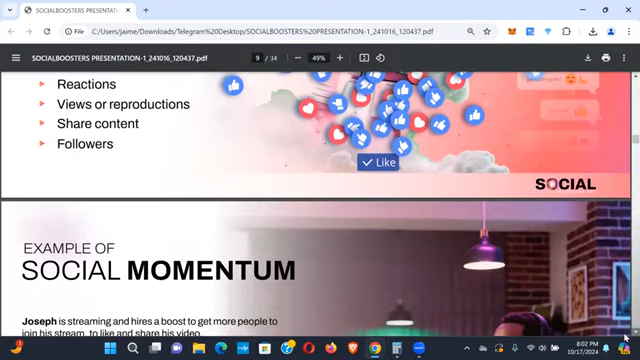 SOCIALBOOSTERS PRESENTATION-1
File
C:/Users/jaime/Downloads/Telegram%20Desktop/SOCIALBOOSTERS%20PRESENTATION-1_241016_120437.pdf
SOCIALBOOSTERS PRESENTATION-1_241016_120437.pdf
9 / 34
49%
Reactions
Views or reproductions
Share content
Followers
Like
SOCIAL
EXAMPLE OF
SOCIAL MOMENTUM
Joseph is streaming and hires a boost to get more people to
join his stream, to like and share his video.
8:02 PM
10/17/2024